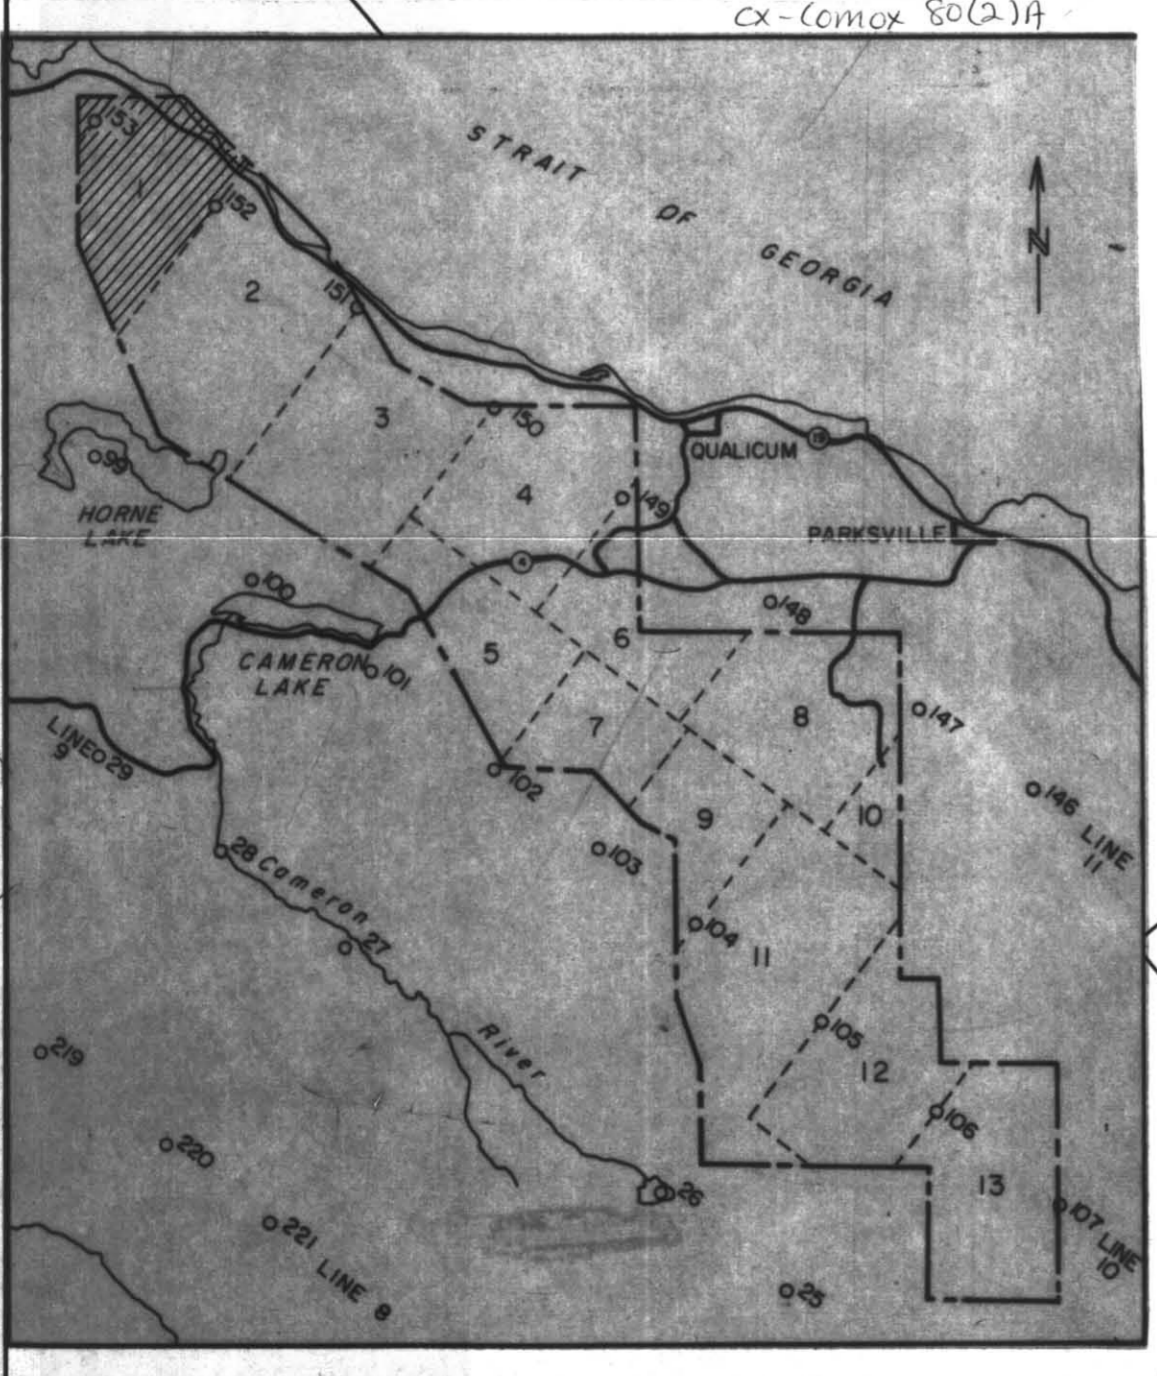 CX-Comox 80(2)A
STRAIT
OF
GEORGIA
N
153
1
152
2
151
3
150
QUALICUM
19
99
HORNE
LAKE
4
149
PARKSVILLE
4
100
148
CAMERON
LAKE
101
5
6
147
7
8
LINE
9
29
102
146
LINE
11
9
10
28
Cameron
103
27
104
11
River
105
219
12
106
220
13
26
107
LINE
10
221
LINE 8
25